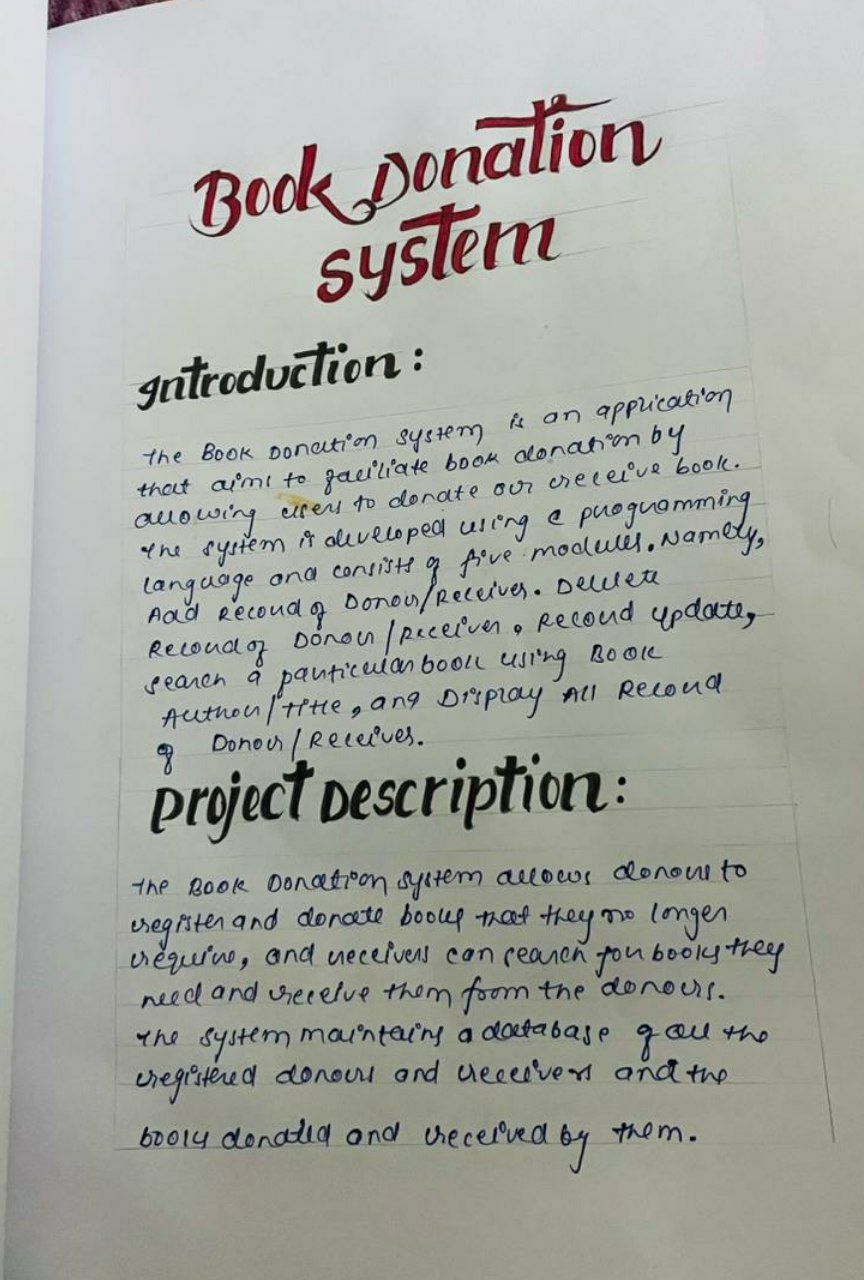 Book Donation
system
Introduction:
The Book Donation system is an application
that aims to faciliate book donation by
allowing users to donate our receive book.
The system is developed using c programming
language and consists of five modules. Namely,
Add Record of Donor/Receiver. Delete
Record of Donor/Receiver, Record update,
search a particular book using Book
Author/Title, and Display All Record
of Donor/Receiver.
Project Description:
The Book Donation system allows donors to
register and donate books that they no longer
require, and receivers can search for books they
need and receive them from the donors.
The system maintains a database of all the
registered donors and receivers and the
books donated and received by them.